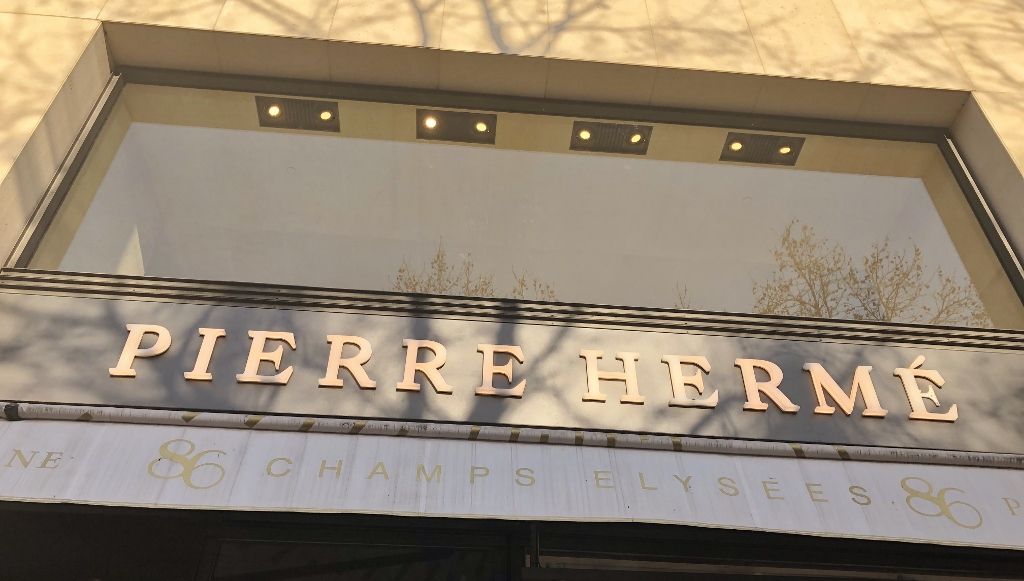 PIERRE HERMÉ
NE 86 CHAMPS ELYSÉES 86 P